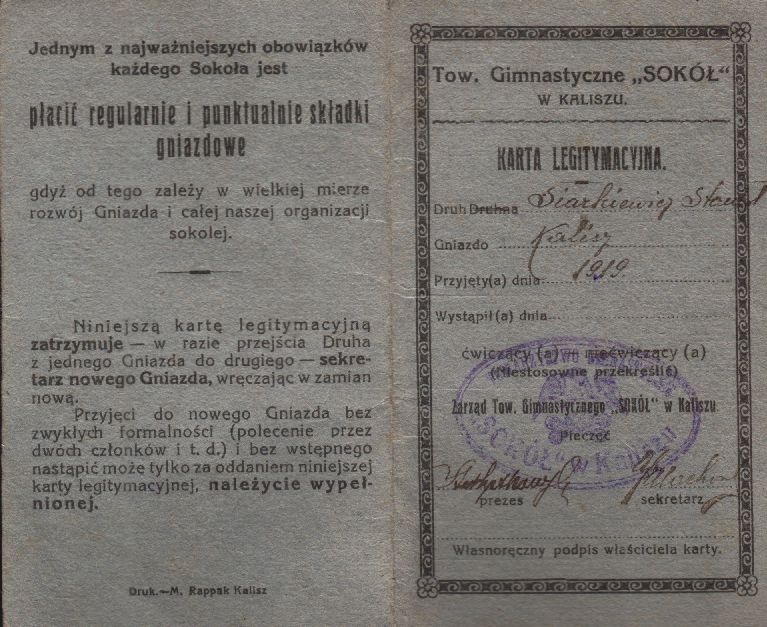 Jednym z najważniejszych obowiązków
każdego Sokoła jest
płacić regularnie i punktualnie składki
gniazdowe
gdyż od tego zależy w wielkiej mierze
rozwój Gniazda i całej naszej organizacji
sokolej.
Niniejszą kartę legitymacyjną
zatrzymuje — w razie przejścia Druha
z jednego Gniazda do drugiego — sekre-
tarz nowego Gniazda, wręczając w zamian
nową.
Przyjęci do nowego Gniazda bez
zwykłych formalności (polecenie przez
dwóch członków i t. d.) i bez wstępnego
nastąpić może tylko za oddaniem niniejszej
karty legitymacyjnej, należycie wypeł-
nionej.
Druk.—M. Rappak Kalisz
Tow. Gimnastyczne „SOKÓŁ"
W KALISZU.
KARTA LEGITYMACYJNA.
Druh Druhna Siarkiewicz
Gniazdo Kalisz
Przyjęty(a) dnia 1919.
Wystąpił(a) dnia
ćwiczący (a) — niećwiczący (a)
(Niestosowne przekreślić)
Zarząd Tow. Gimnastycznego „SOKÓŁ" w Kaliszu.
Pieczęć
„SOKÓŁ" w Kaliszu
prezes sekretarz
Własnoręczny podpis właściciela karty.